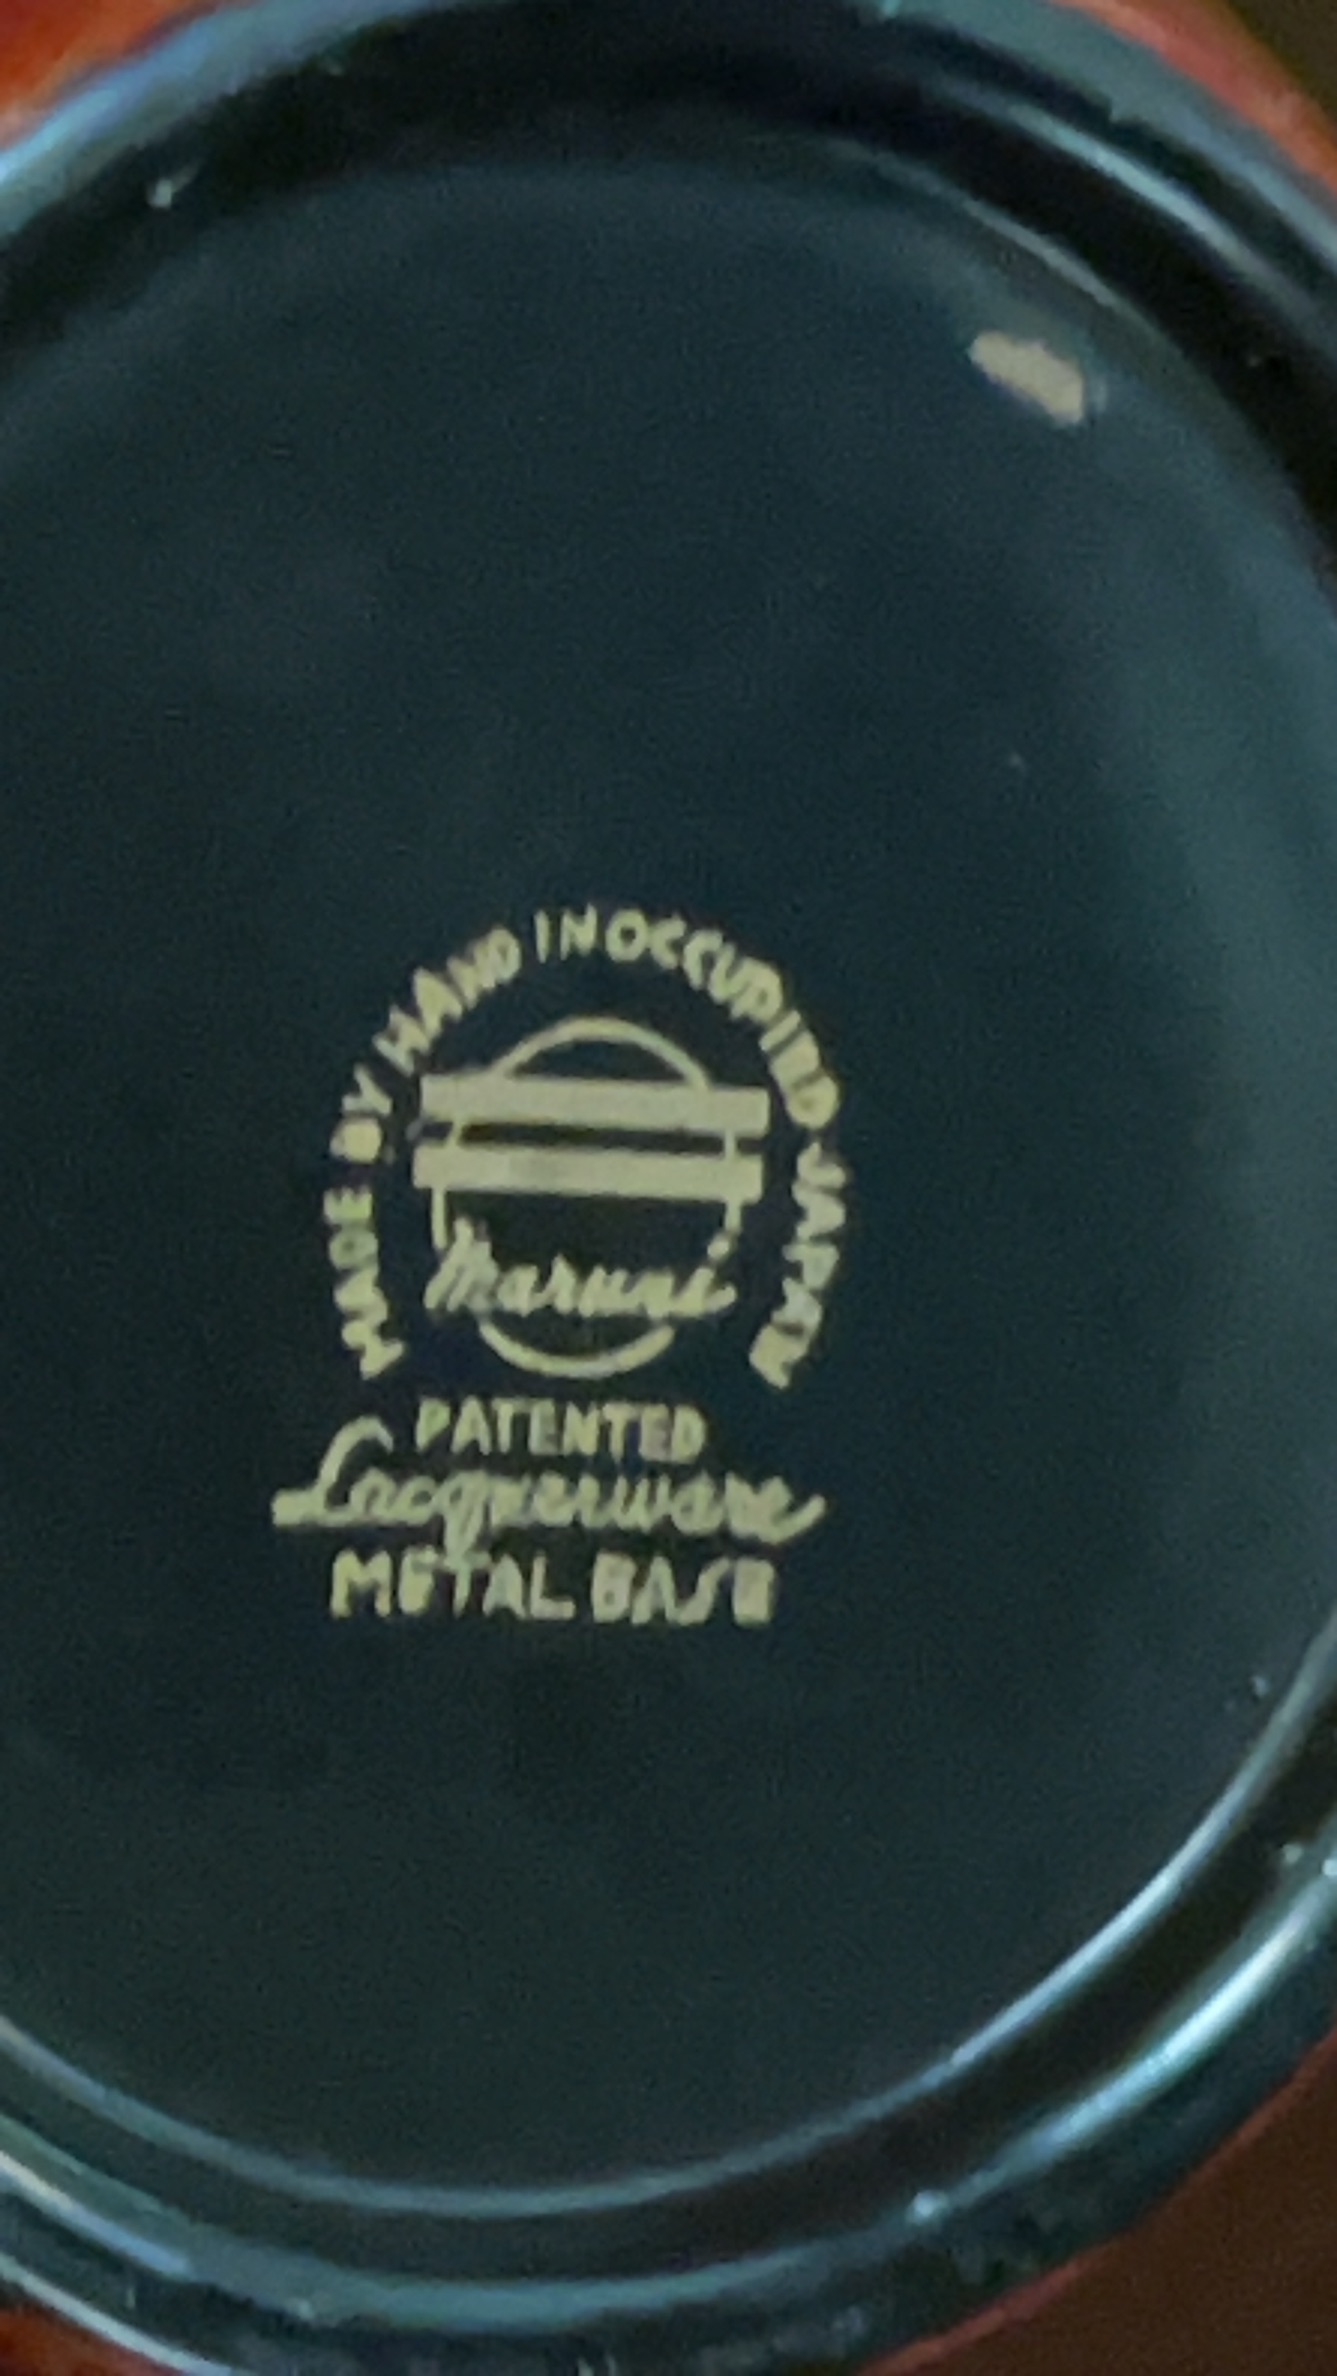 MADE BY HAND IN OCCUPIED JAPAN
Maruni
PATENTED
Lacquerware
METAL BASE